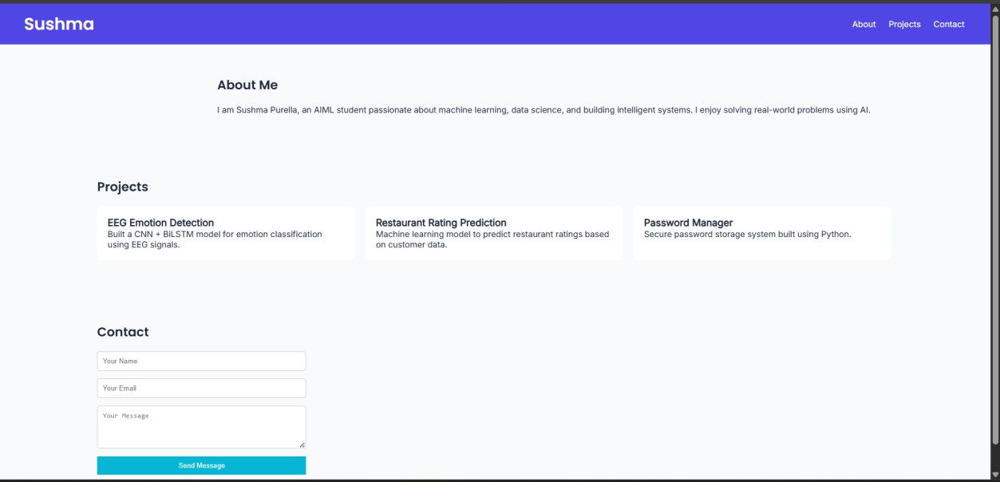 Sushma
About Projects Contact
About Me
I am Sushma Purella, an AIML student passionate about machine learning, data science, and building intelligent systems. I enjoy solving real-world problems using AI.
Projects
EEG Emotion Detection
Built a CNN + BiLSTM model for emotion classification
using EEG signals.
Restaurant Rating Prediction
Machine learning model to predict restaurant ratings based
on customer data.
Password Manager
Secure password storage system built using Python.
Contact
Your Name
Your Email
Your Message
Send Message